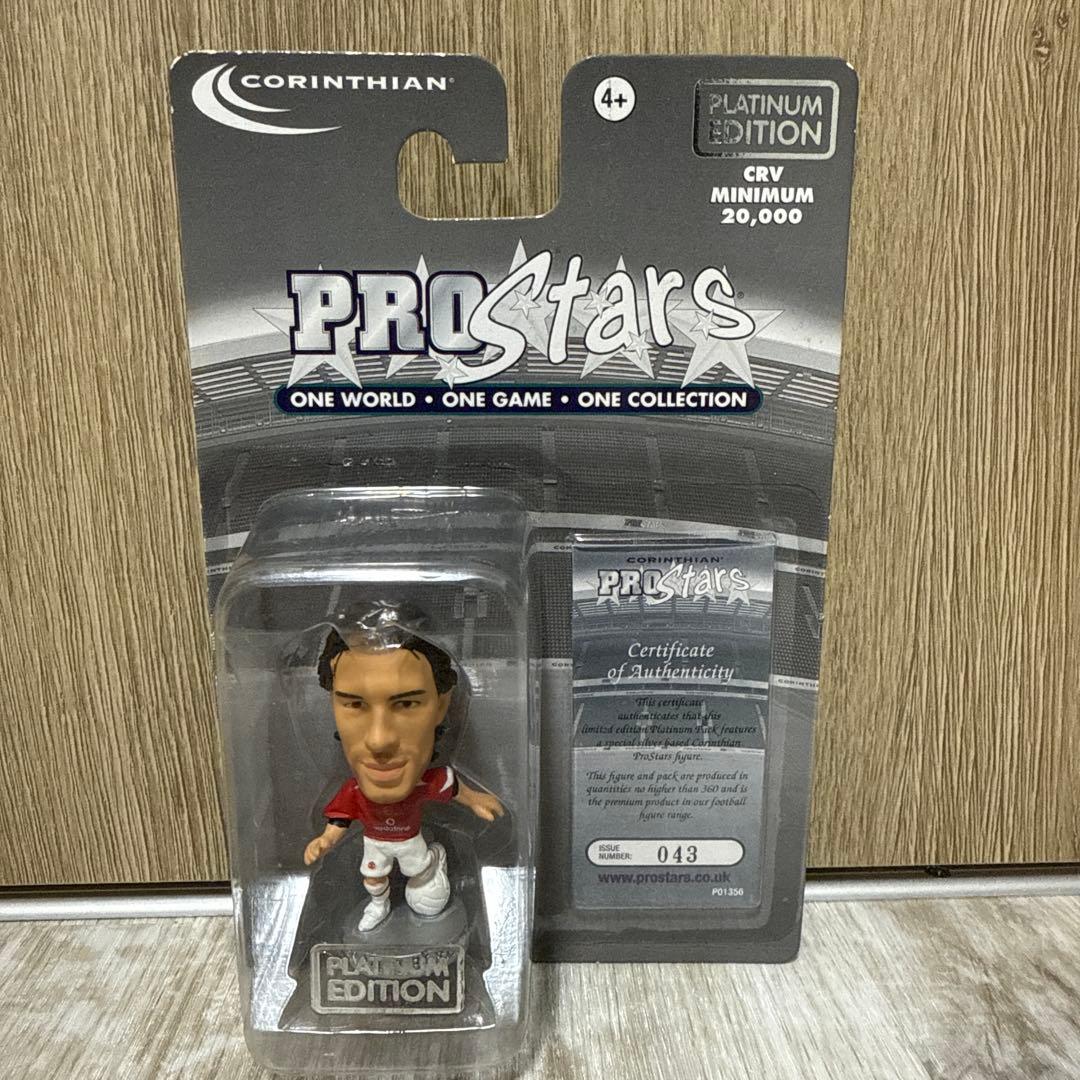 CORINTHIAN
4+
PLATINUM
EDITION
CRV
MINIMUM
20,000
PROStars
ONE WORLD • ONE GAME • ONE COLLECTION
CORINTHIAN
PROStars
Certificate
of Authenticity
This certificate
authenticates that this
limited edition Platinum Pack features
a special silver based Corinthian
ProStars figure.
This figure and pack are produced in
quantities no higher than 360 and is
the premium product in our football
figure range.
ISSUE
NUMBER: 043
www.prostars.co.uk
P01356
vodafone
PLATINUM
EDITION